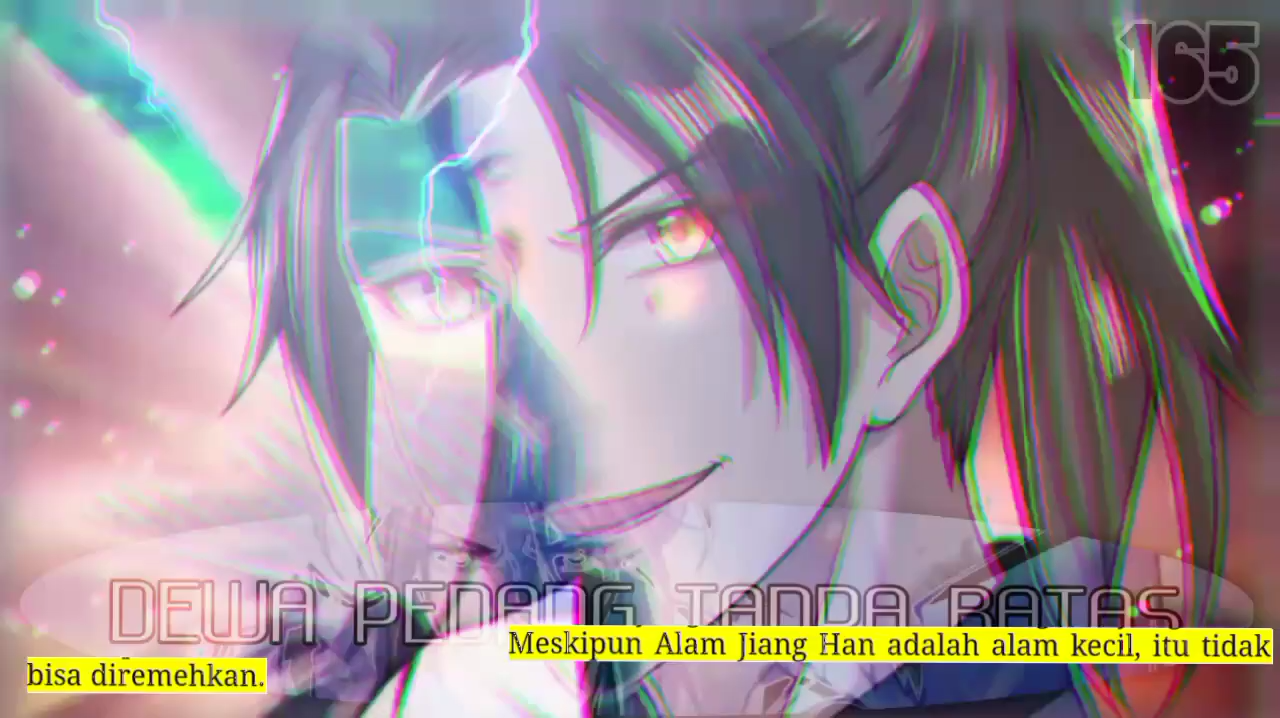 165
DEWA PEDANG TANPA BATAS
Meskipun Alam Jiang Han adalah alam kecil, itu tidak
bisa diremehkan.